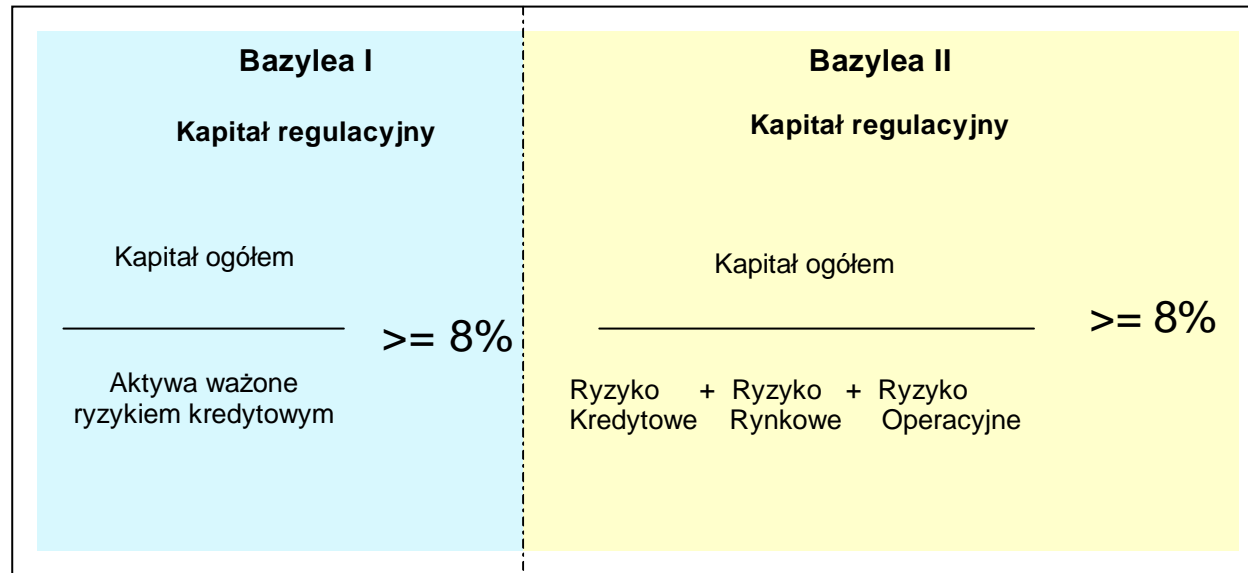 Bazylea I
Kapitał regulacyjny
Kapitał ogółem
>= 8%
Aktywa ważone
ryzykiem kredytowym
Bazylea II
Kapitał regulacyjny
Kapitał ogółem
>= 8%
Ryzyko + Ryzyko + Ryzyko
Kredytowe Rynkowe Operacyjne